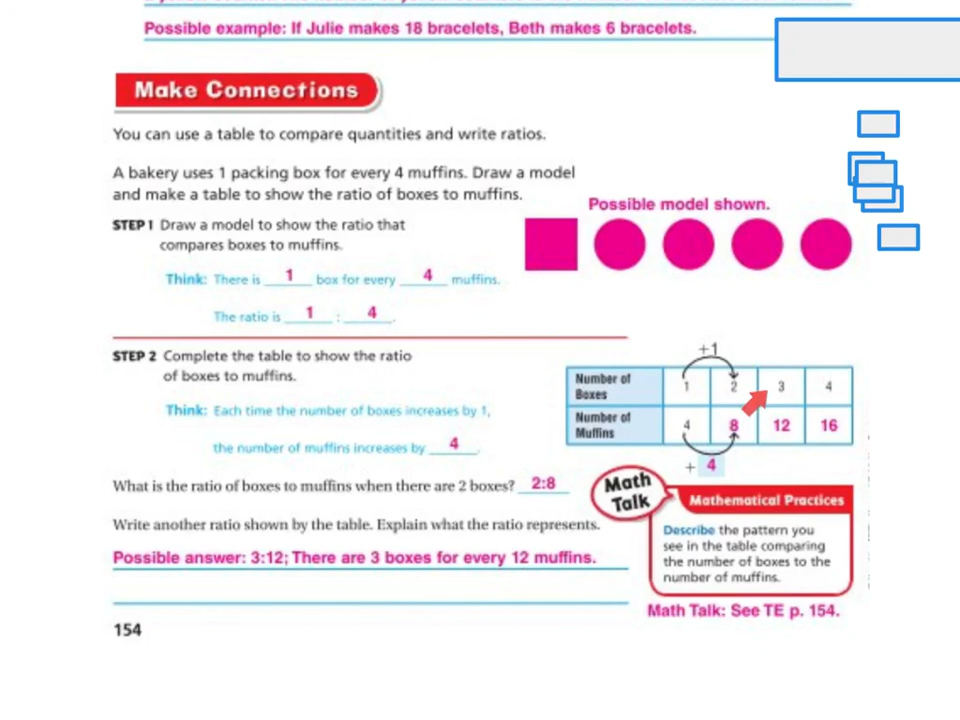 Possible example: If Julie makes 18 bracelets, Beth makes 6 bracelets.
Make Connections
You can use a table to compare quantities and write ratios.
A bakery uses 1 packing box for every 4 muffins. Draw a model
and make a table to show the ratio of boxes to muffins.
Possible model shown.
STEP 1 Draw a model to show the ratio that
compares boxes to muffins.
Think: There is 1 box for every 4 muffins.
The ratio is 1 : 4.
STEP 2 Complete the table to show the ratio
of boxes to muffins.
Think: Each time the number of boxes increases by 1,
the number of muffins increases by 4.
+1
Number of Boxes 1 2 3 4
Number of Muffins 4 8 12 16
+ 4
What is the ratio of boxes to muffins when there are 2 boxes? 2:8
Write another ratio shown by the table. Explain what the ratio represents.
Possible answer: 3:12; There are 3 boxes for every 12 muffins.
Math Talk
Mathematical Practices
Describe the pattern you
see in the table comparing
the number of boxes to the
number of muffins.
Math Talk: See TE p. 154.
154